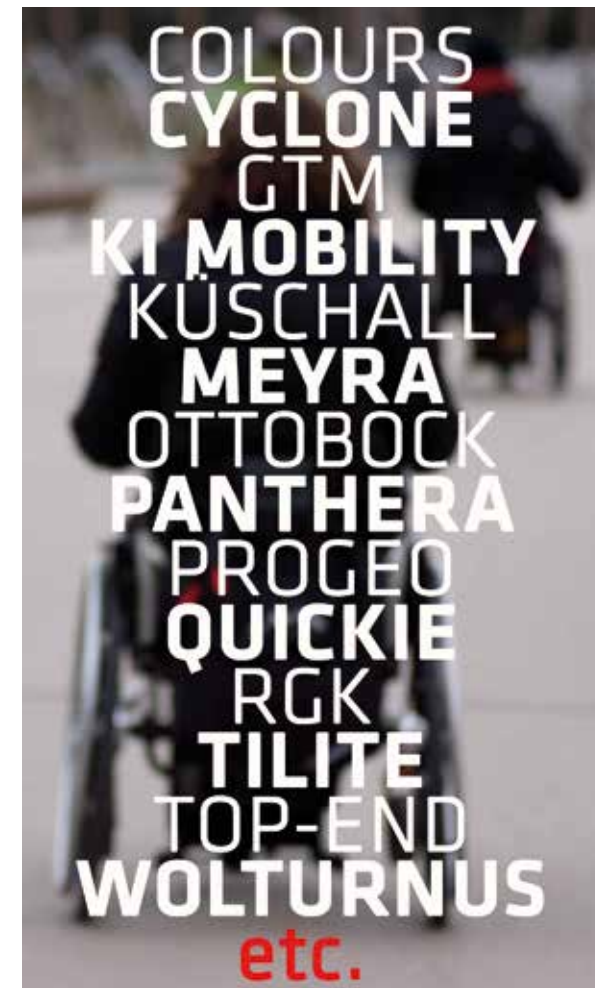 COLOURS
CYCLONE
GTM
KI MOBILITY
KÜSCHALL
MEYRA
OTTOBOCK
PANTHERA
PROGEO
QUICKIE
RGK
TILITE
TOP-END
WOLTURNUS
etc.